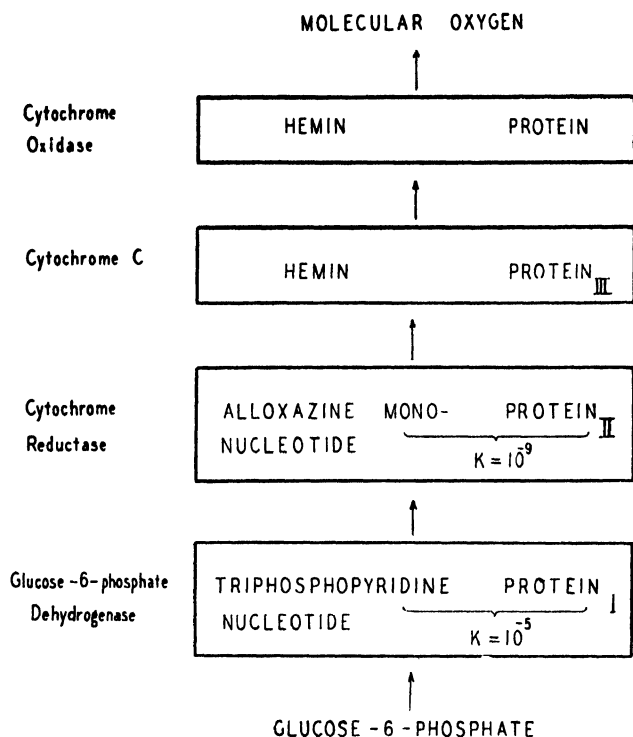 MOLECULAR OXYGEN
Cytochrome
Oxidase
HEMIN PROTEIN
Cytochrome C
HEMIN PROTEIN III
Cytochrome
Reductase
ALLOXAZINE MONO- PROTEIN II
NUCLEOTIDE
K = 10^-9
Glucose-6-phosphate
Dehydrogenase
TRIPHOSPHOPYRIDINE PROTEIN I
NUCLEOTIDE
K = 10^-5
GLUCOSE-6-PHOSPHATE